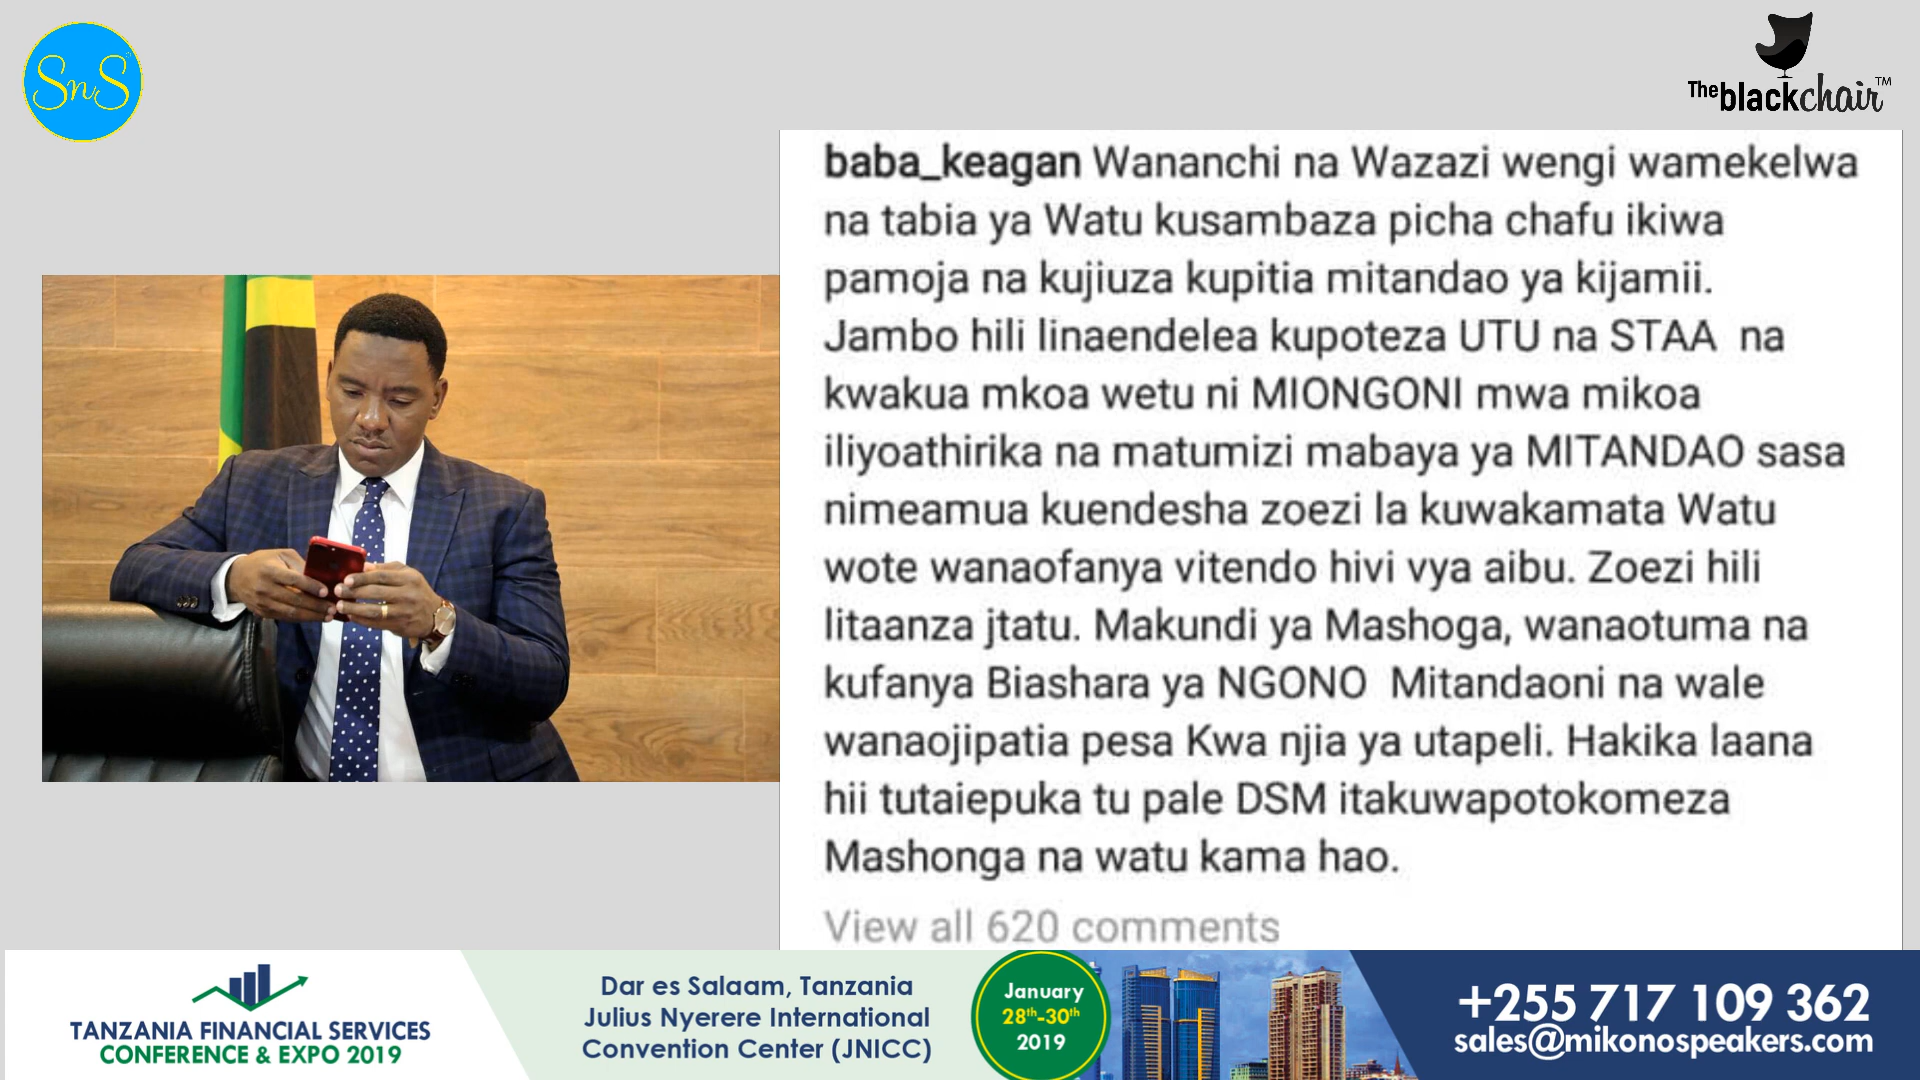 SnS
Theblackchair™
baba_keagan Wananchi na Wazazi wengi wamekelwa
na tabia ya Watu kusambaza picha chafu ikiwa
pamoja na kujiuza kupitia mitandao ya kijamii.
Jambo hili linaendelea kupoteza UTU na STAA na
kwakua mkoa wetu ni MIONGONI mwa mikoa
iliyoathirika na matumizi mabaya ya MITANDAO sasa
nimeamua kuendesha zoezi la kuwakamata Watu
wote wanaofanya vitendo hivi vya aibu. Zoezi hili
litaanza jtatu. Makundi ya Mashoga, wanaotuma na
kufanya Biashara ya NGONO Mitandaoni na wale
wanaojipatia pesa Kwa njia ya utapeli. Hakika laana
hii tutaiepuka tu pale DSM itakuwapotokomeza
Mashonga na watu kama hao.
View all 620 comments
TANZANIA FINANCIAL SERVICES
CONFERENCE & EXPO 2019
Dar es Salaam, Tanzania
Julius Nyerere International
Convention Center (JNICC)
January
28th-30th
2019
+255 717 109 362
sales@mikonospeakers.com